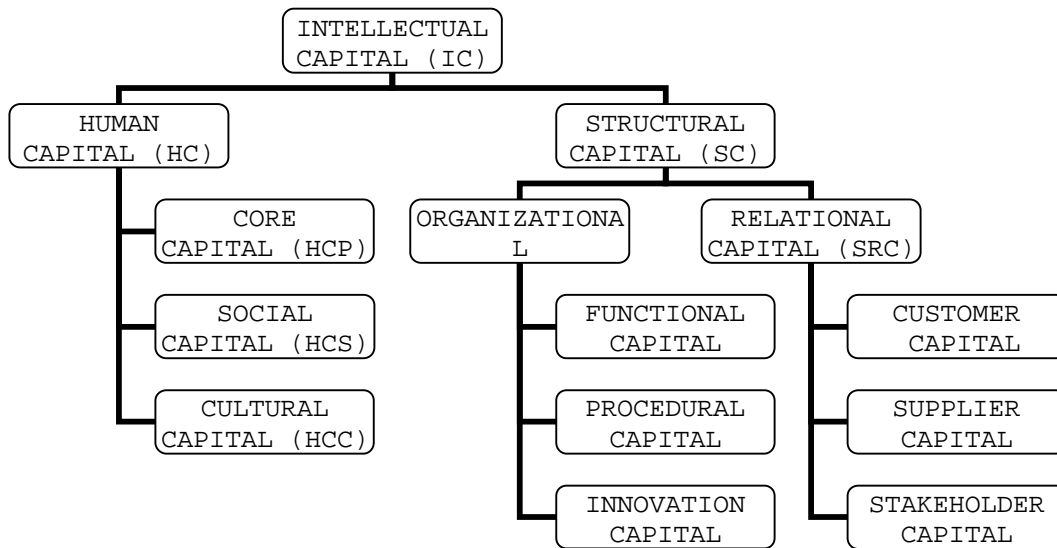 INTELLECTUAL
CAPITAL (IC)
HUMAN
CAPITAL (HC)
STRUCTURAL
CAPITAL (SC)
CORE
CAPITAL (HCP)
ORGANIZATIONA
L
RELATIONAL
CAPITAL (SRC)
SOCIAL
CAPITAL (HCS)
FUNCTIONAL
CAPITAL
CUSTOMER
CAPITAL
CULTURAL
CAPITAL (HCC)
PROCEDURAL
CAPITAL
SUPPLIER
CAPITAL
INNOVATION
CAPITAL
STAKEHOLDER
CAPITAL